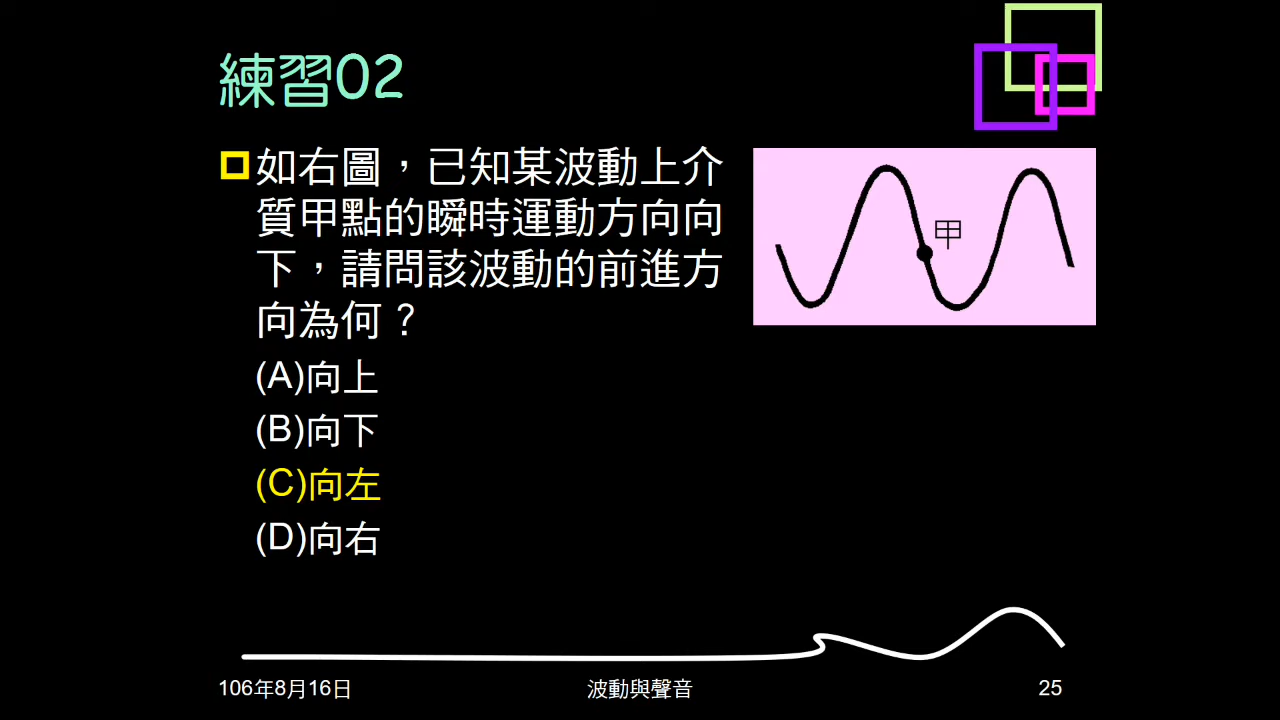 練習02
如右圖，已知某波動上介
質甲點的瞬時運動方向向
下，請問該波動的前進方
向為何？
甲
(A)向上
(B)向下
(C)向左
(D)向右
106年8月16日
波動與聲音
25